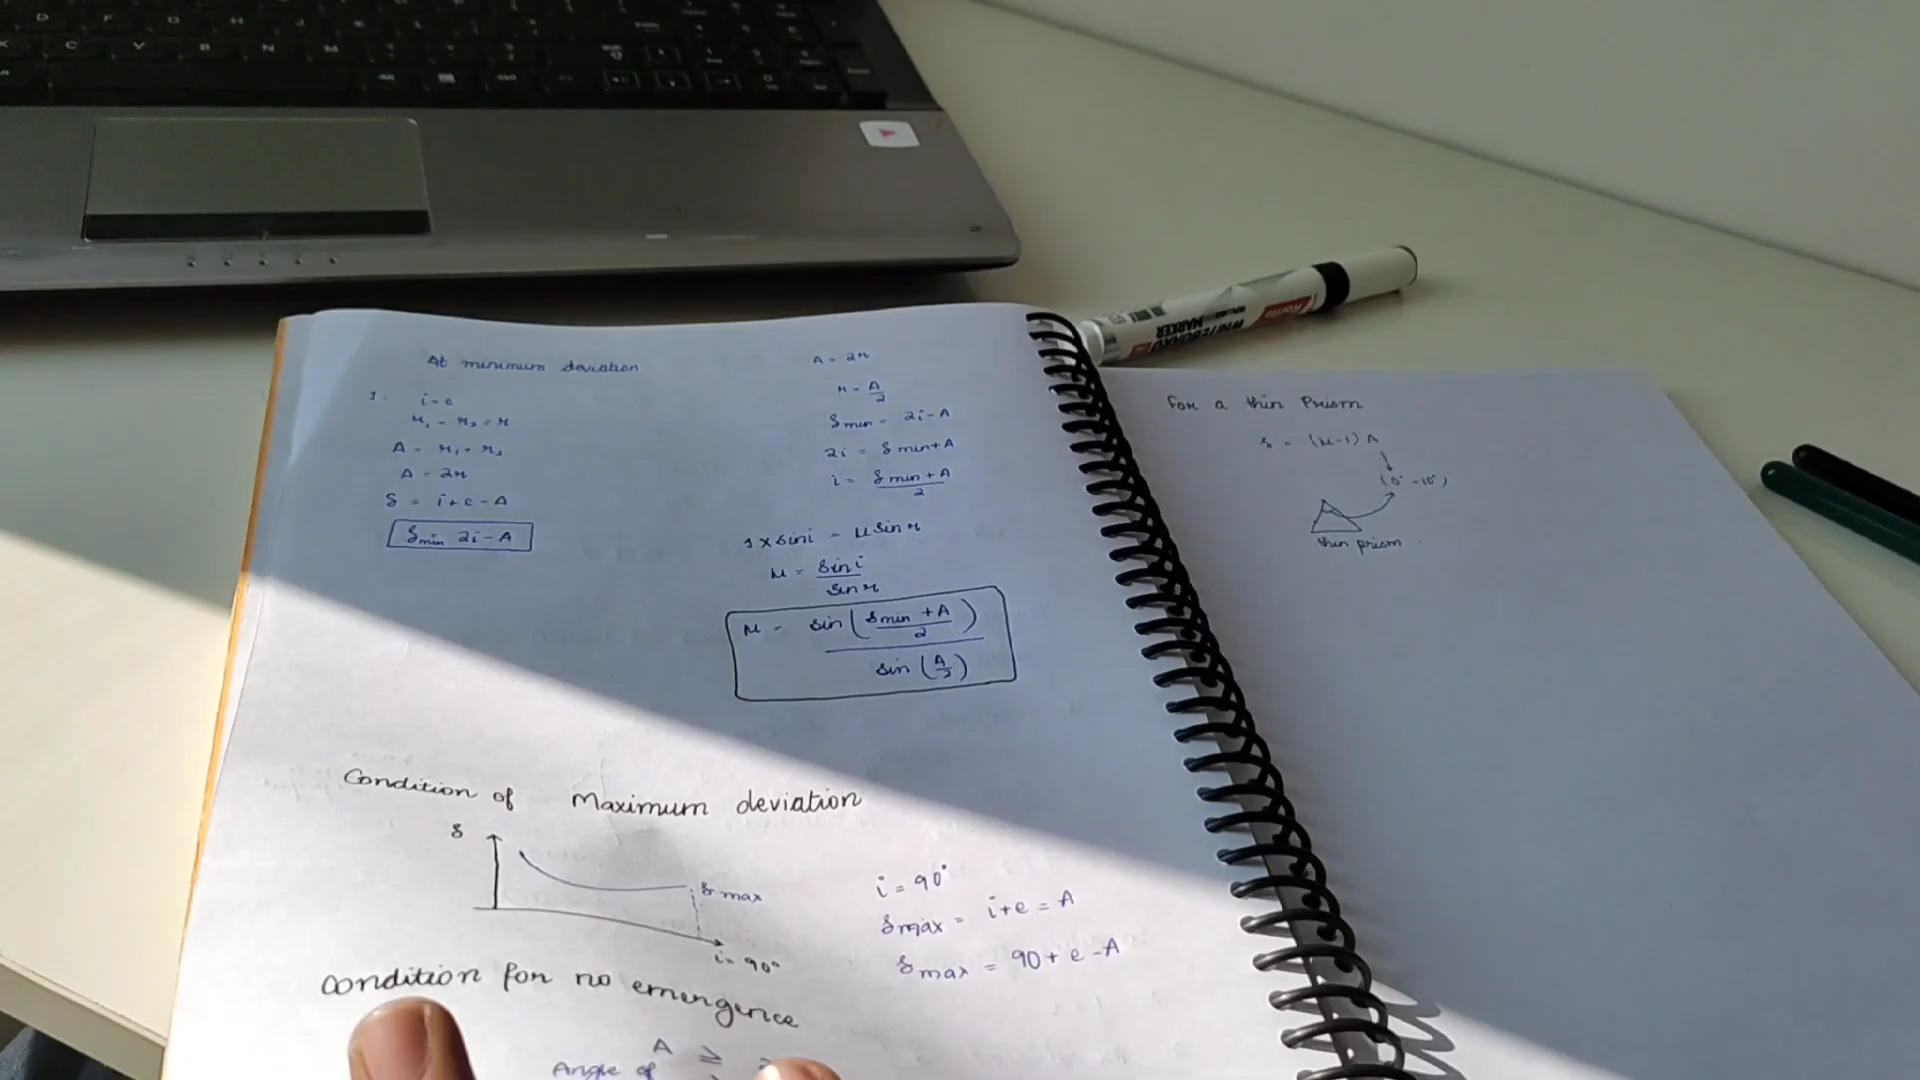 At minimum deviation
1. i = e
r₁ = r₂ = r
A = r₁ + r₂
A = 2r
δ = i + e - A
δmin 2i - A
A = 2r
r = A/2
δmin = 2i - A
2i = δmin + A
i = (δmin + A)/2
1 x sin i = μ sin r
μ = sin i / sin r
μ = sin((δmin + A)/2) / sin(A/2)
Condition of Maximum deviation
δ
δmax
i = 90°
i = 90°
δmax = i + e = A
δmax = 90 + e - A
Condition for no emergence
A ≥
Angle of
For a thin Prism
δ = (μ-1) A
(0° - 10°)
thin prism
WHITEBOARD
MARKER
D F G H J
C V B N M